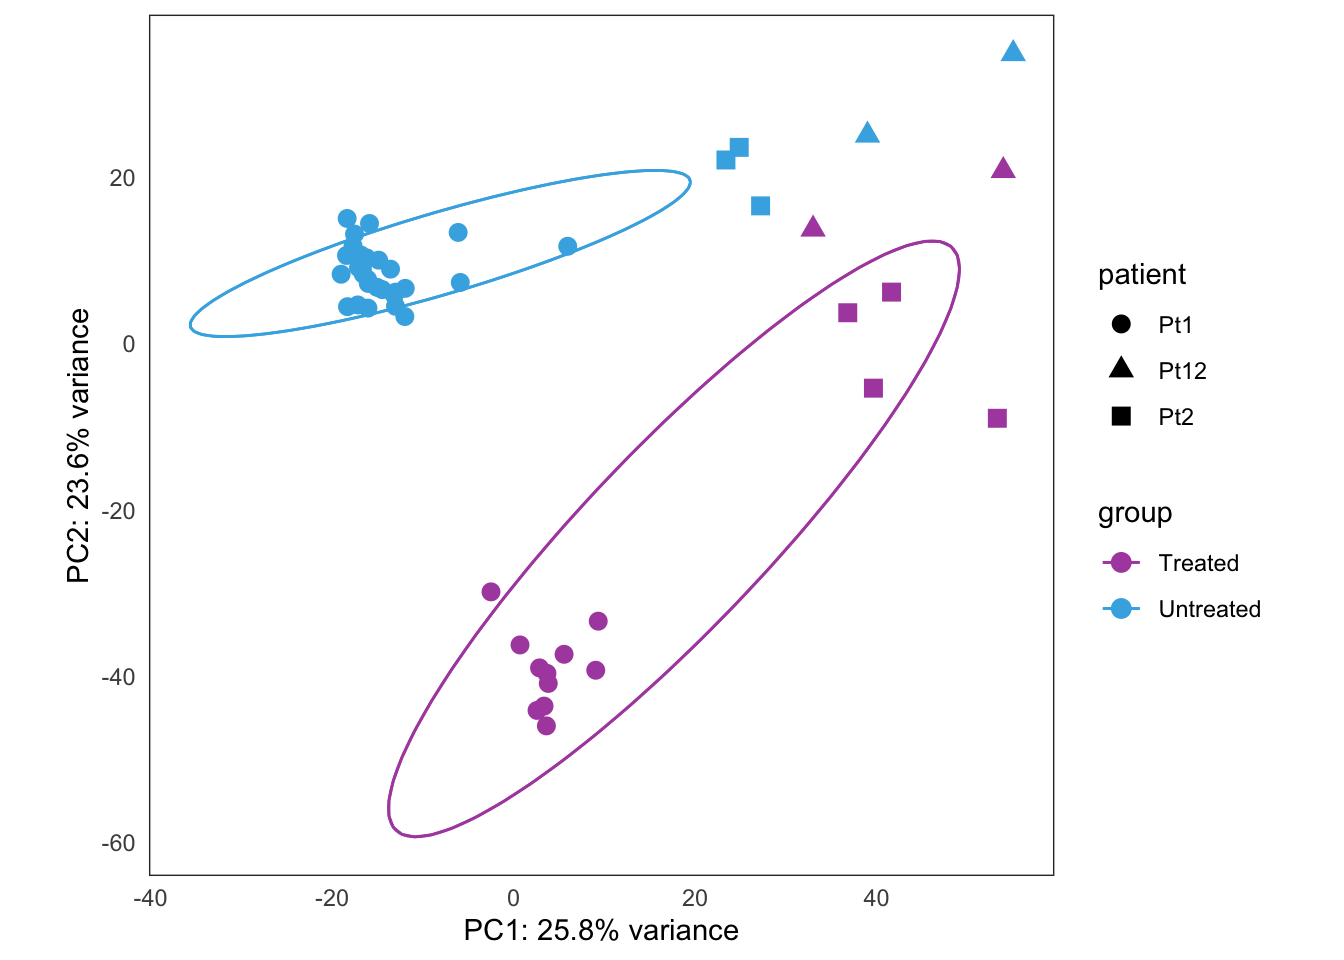 PC2: 23.6% variance
20
0
-20
-40
-60
-40
-20
0
20
40
PC1: 25.8% variance
patient
Pt1
Pt12
Pt2
group
Treated
Untreated